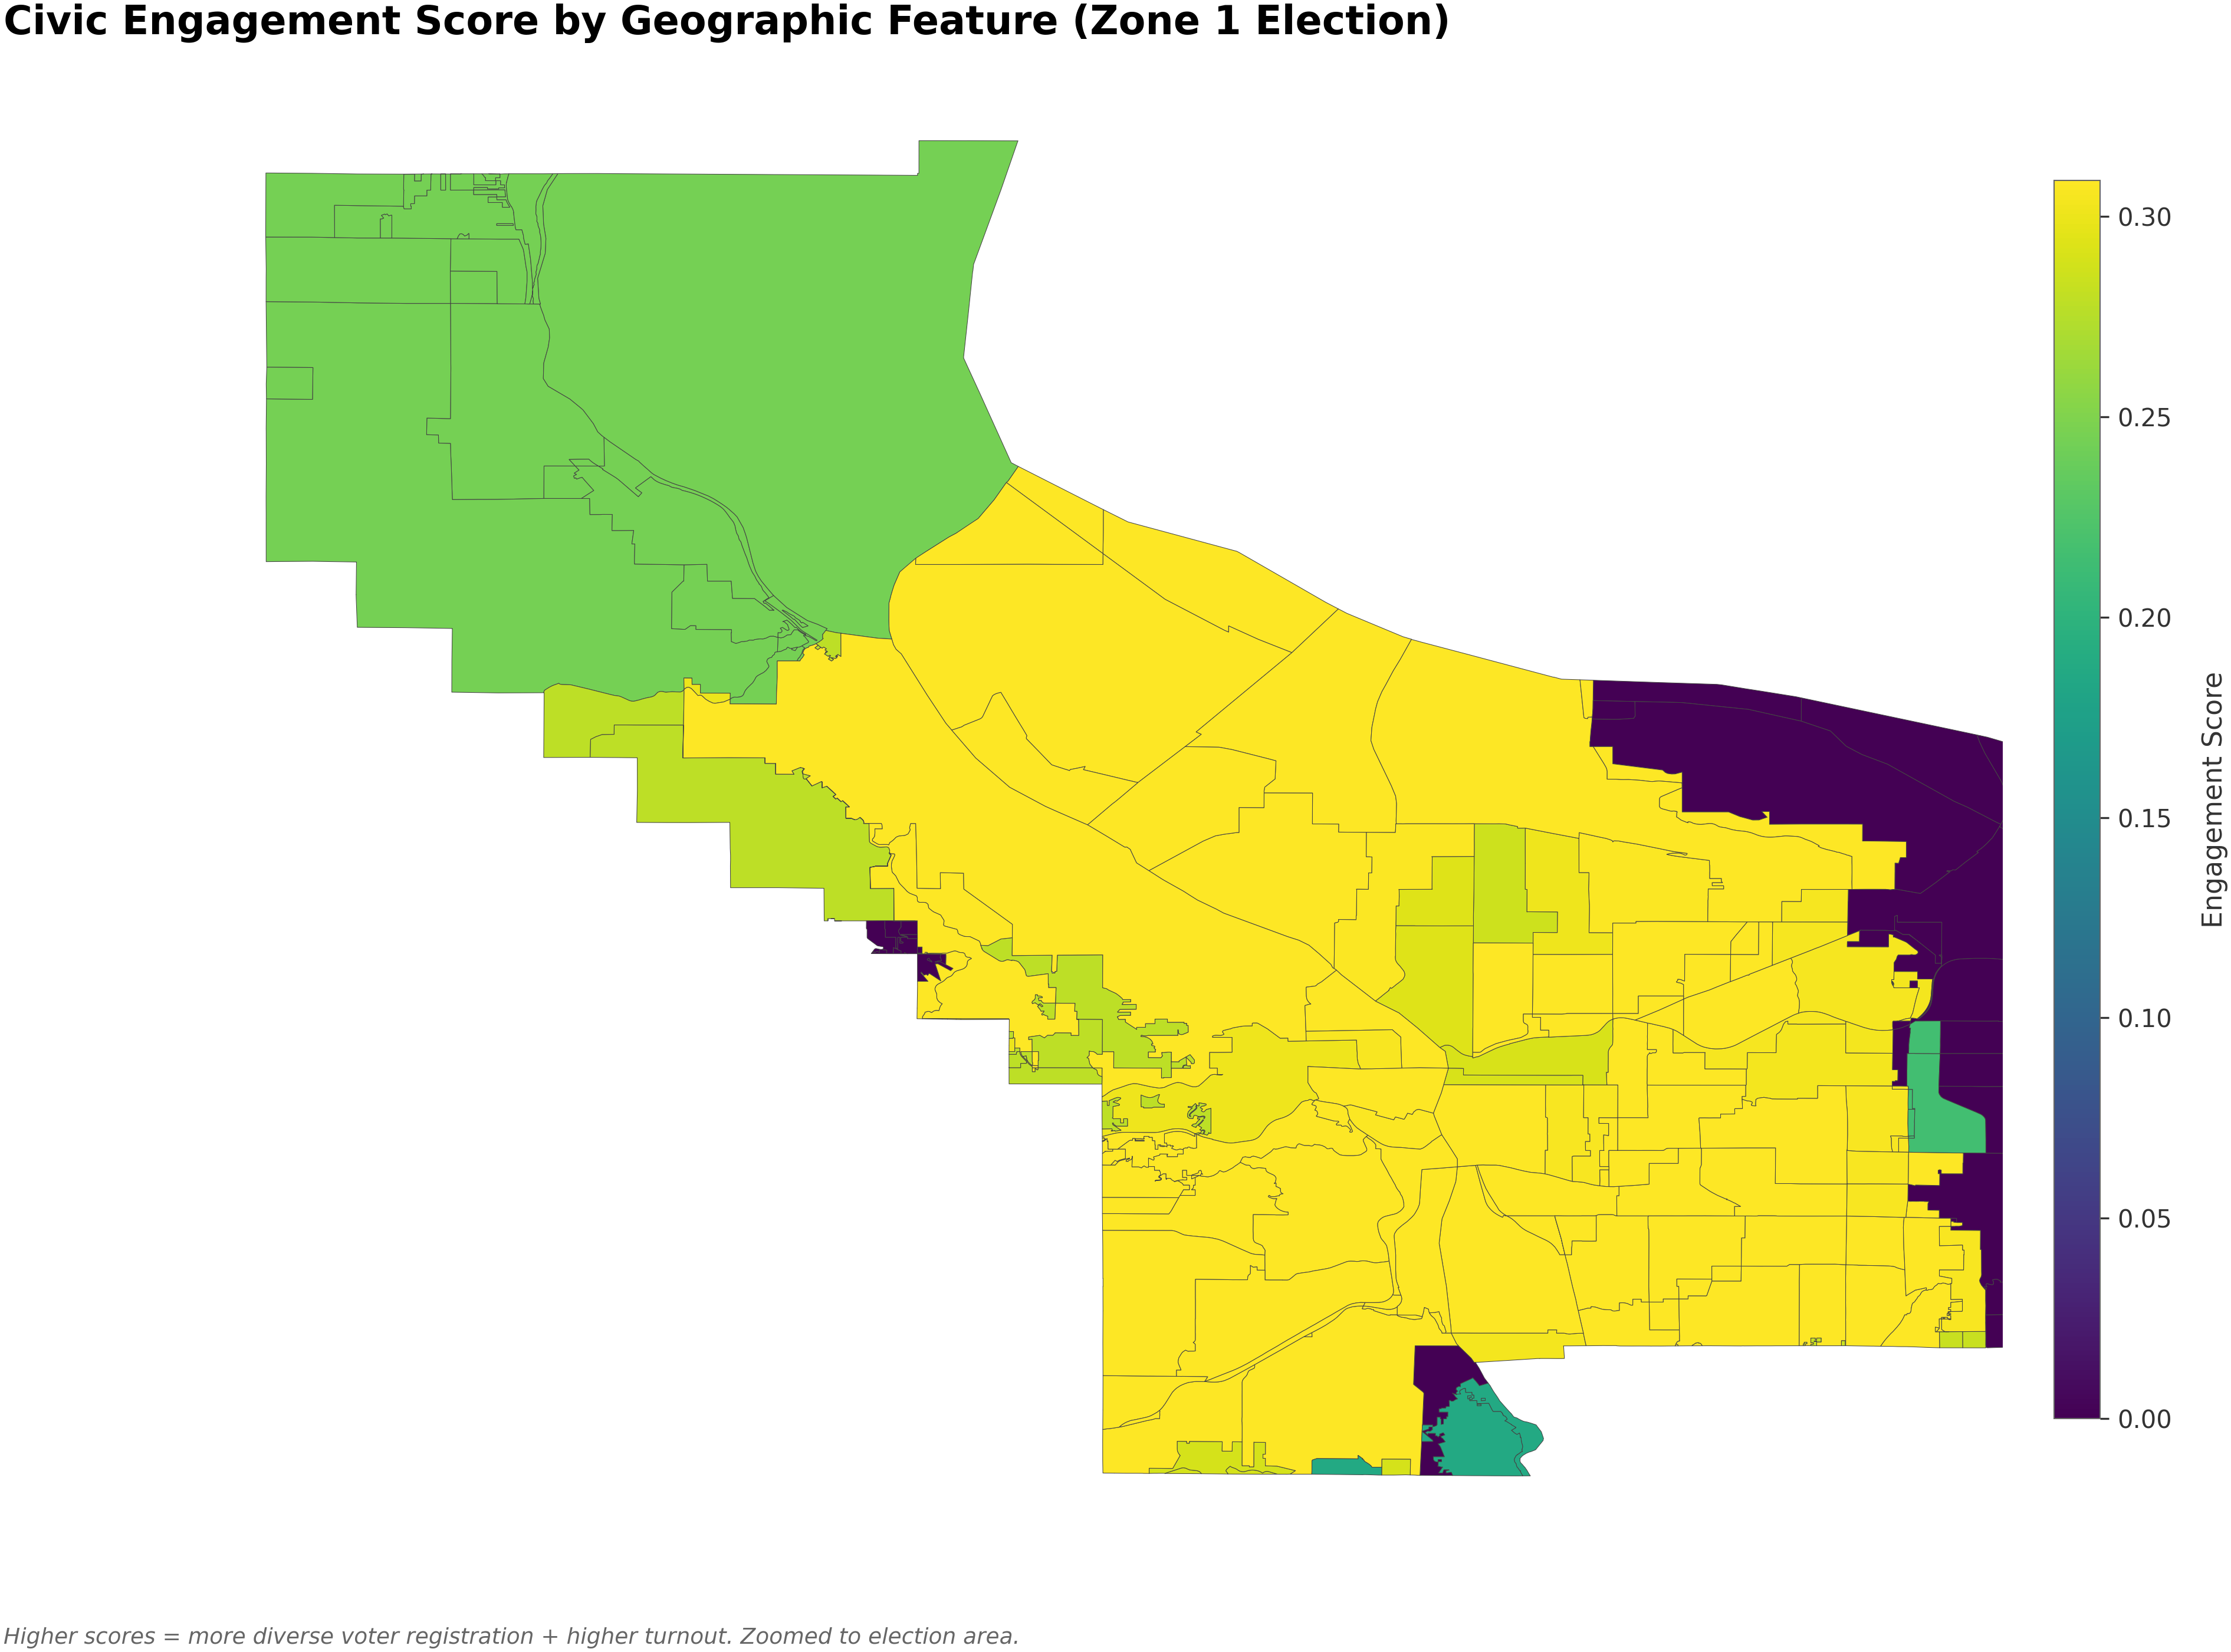 Civic Engagement Score by Geographic Feature (Zone 1 Election)
0.30
0.25
0.20
0.15
0.10
0.05
0.00
Engagement Score
Higher scores = more diverse voter registration + higher turnout. Zoomed to election area.